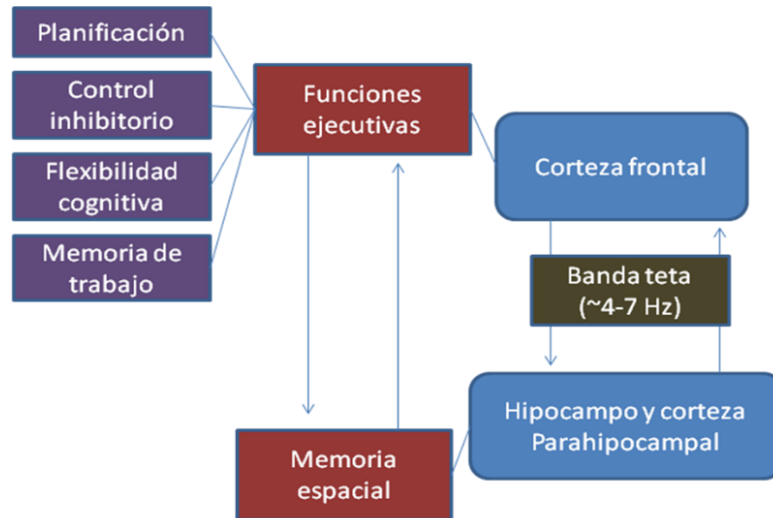 Planificación
Control
inhibitorio
Flexibilidad
cognitiva
Memoria de
trabajo
Funciones
ejecutivas
Corteza frontal
Banda teta
(~4-7 Hz)
Hipocampo y corteza
Parahipocampal
Memoria
espacial